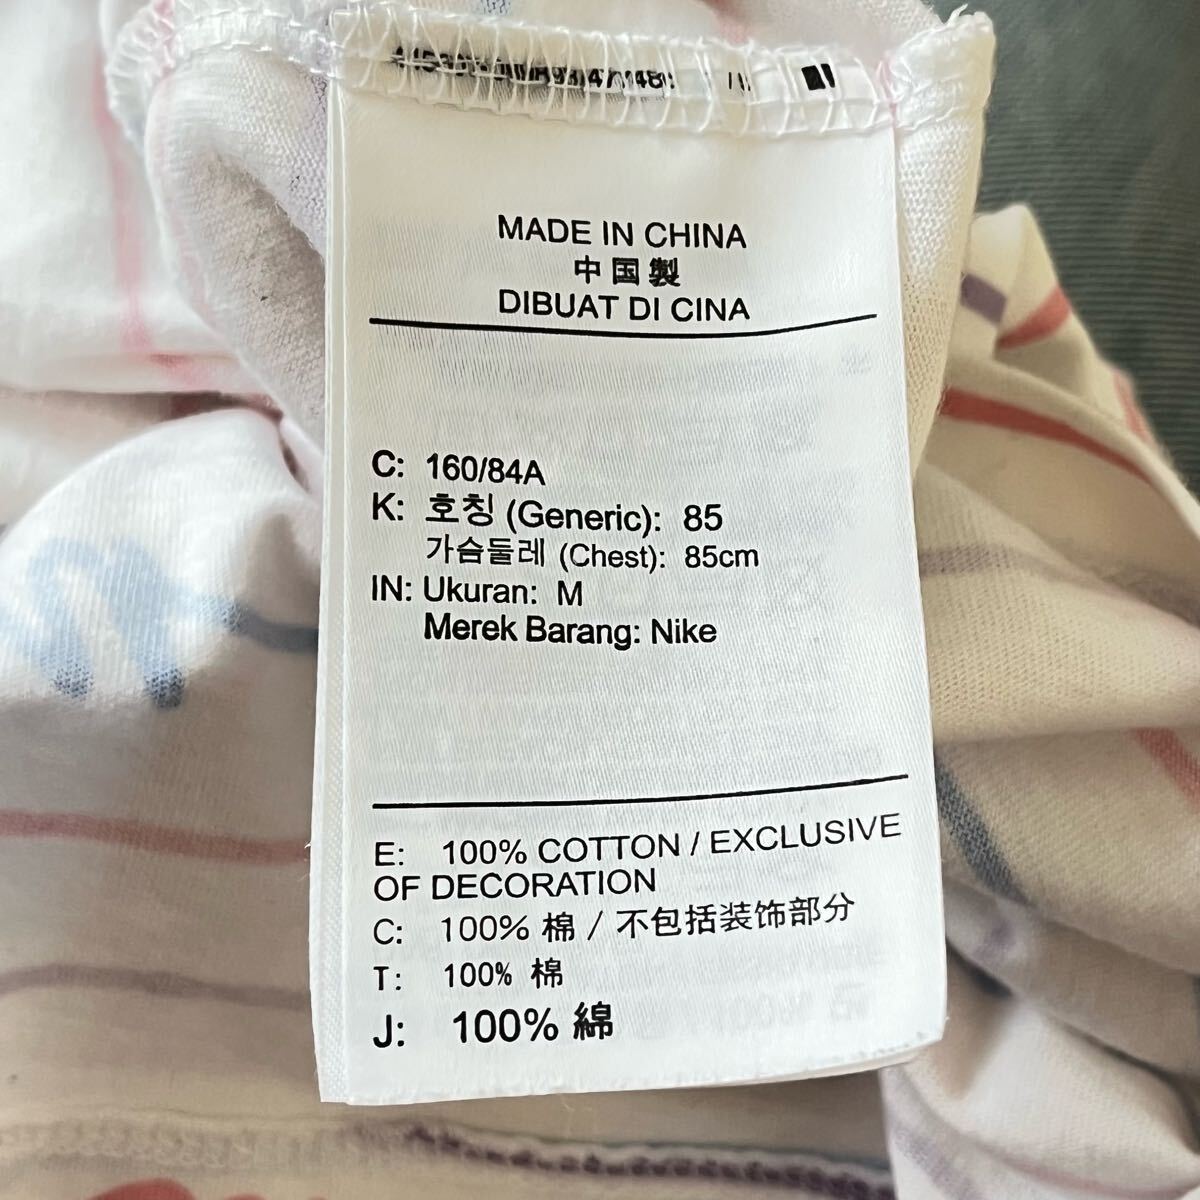 MADE IN CHINA
中国製
DIBUAT DI CINA
C: 160/84A
K: 호칭 (Generic): 85
가슴둘레 (Chest): 85cm
IN: Ukuran: M
Merek Barang: Nike
E: 100% COTTON / EXCLUSIVE
OF DECORATION
C: 100% 棉 / 不包括装饰部分
T: 100% 棉
J: 100% 綿